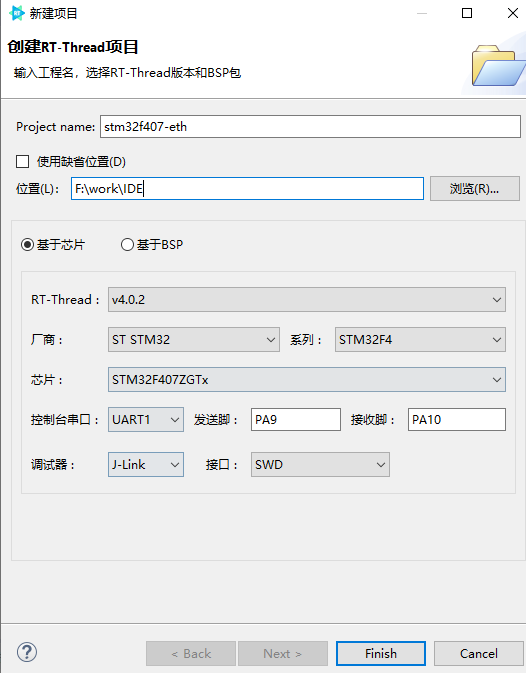 新建项目
创建RT-Thread项目
输入工程名，选择RT-Thread版本和BSP包
Project name: stm32f407-eth
使用缺省位置(D)
位置(L)： F:\work\IDE 浏览(R)...
基于芯片 基于BSP
RT-Thread： v4.0.2
厂商： ST STM32 系列： STM32F4
芯片： STM32F407ZGTx
控制台串口： UART1 发送脚： PA9 接收脚： PA10
调试器： J-Link 接口： SWD
? < Back Next > Finish Cancel